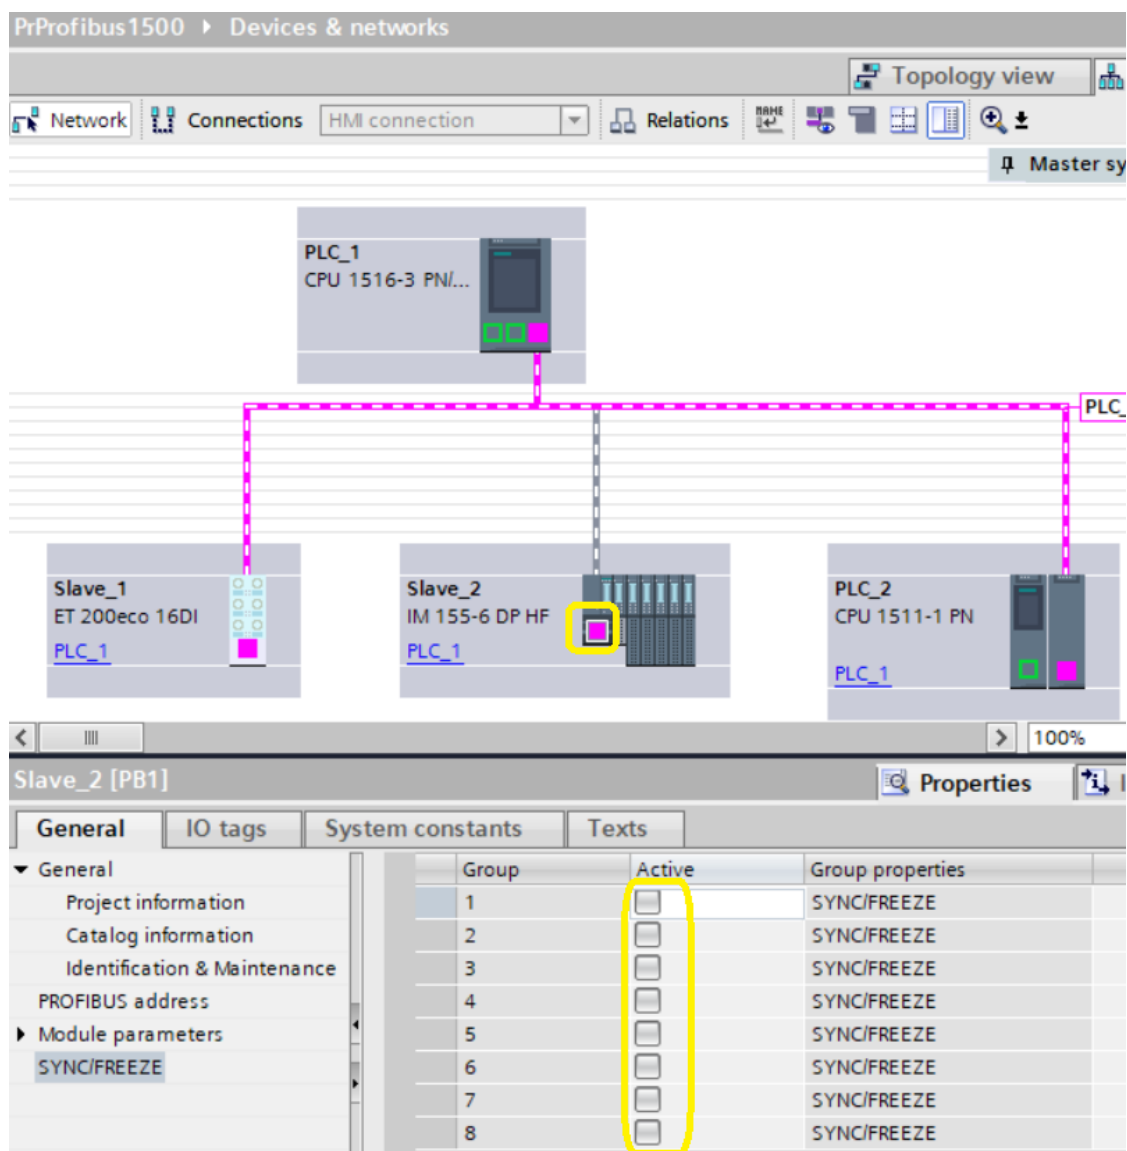 PrProfibus1500 ▸ Devices & networks
Topology view
Network Connections HMI connection Relations
NAME
Master sy
PLC_1
CPU 1516-3 PN/...
PLC_
Slave_1
ET 200eco 16DI
PLC_1
Slave_2
IM 155-6 DP HF
PLC_1
PLC_2
CPU 1511-1 PN
PLC_1
100%
Slave_2 [PB1]
Properties
General IO tags System constants Texts
General
Project information
Catalog information
Identification & Maintenance
PROFIBUS address
Module parameters
SYNC/FREEZE
Group Active Group properties
1 SYNC/FREEZE
2 SYNC/FREEZE
3 SYNC/FREEZE
4 SYNC/FREEZE
5 SYNC/FREEZE
6 SYNC/FREEZE
7 SYNC/FREEZE
8 SYNC/FREEZE